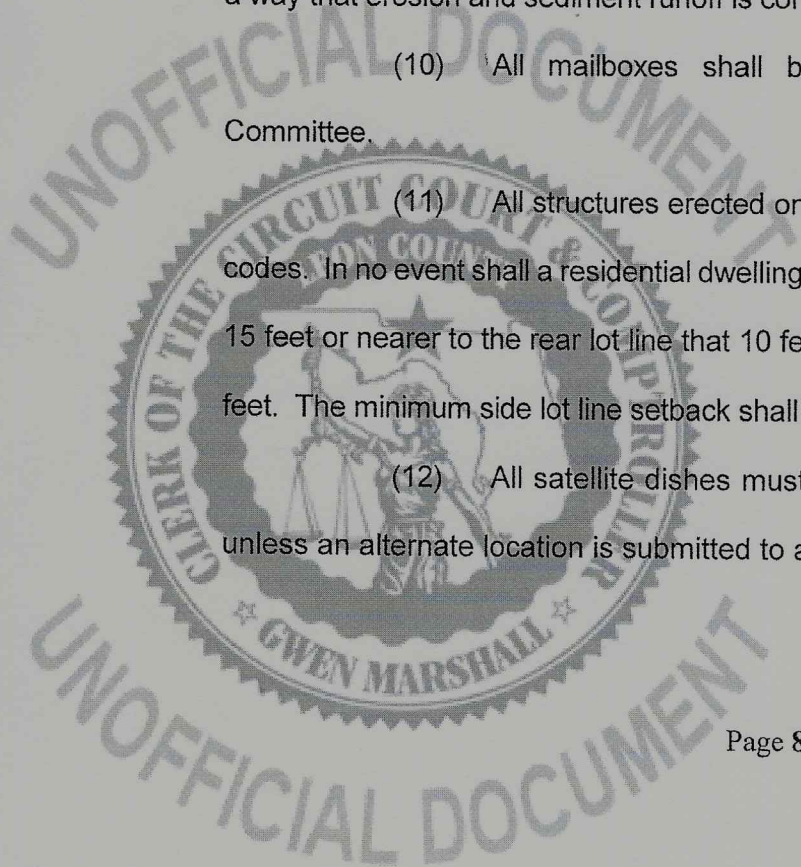 a way that erosion and sediment runoff is
(10) All mailboxes shall b
Committee.
(11) All structures erected on
codes. In no event shall a residential dwelling
15 feet or nearer to the rear lot line that 10 fe
feet. The minimum side lot line setback shall
(12) All satellite dishes must
unless an alternate location is submitted to a
Page 8
UNOFFICIAL DOCUMENT
CLERK OF THE CIRCUIT COURT & COMPTROLLER
LEON COUNTY
GWEN MARSHALL
UNOFFICIAL DOCUMENT